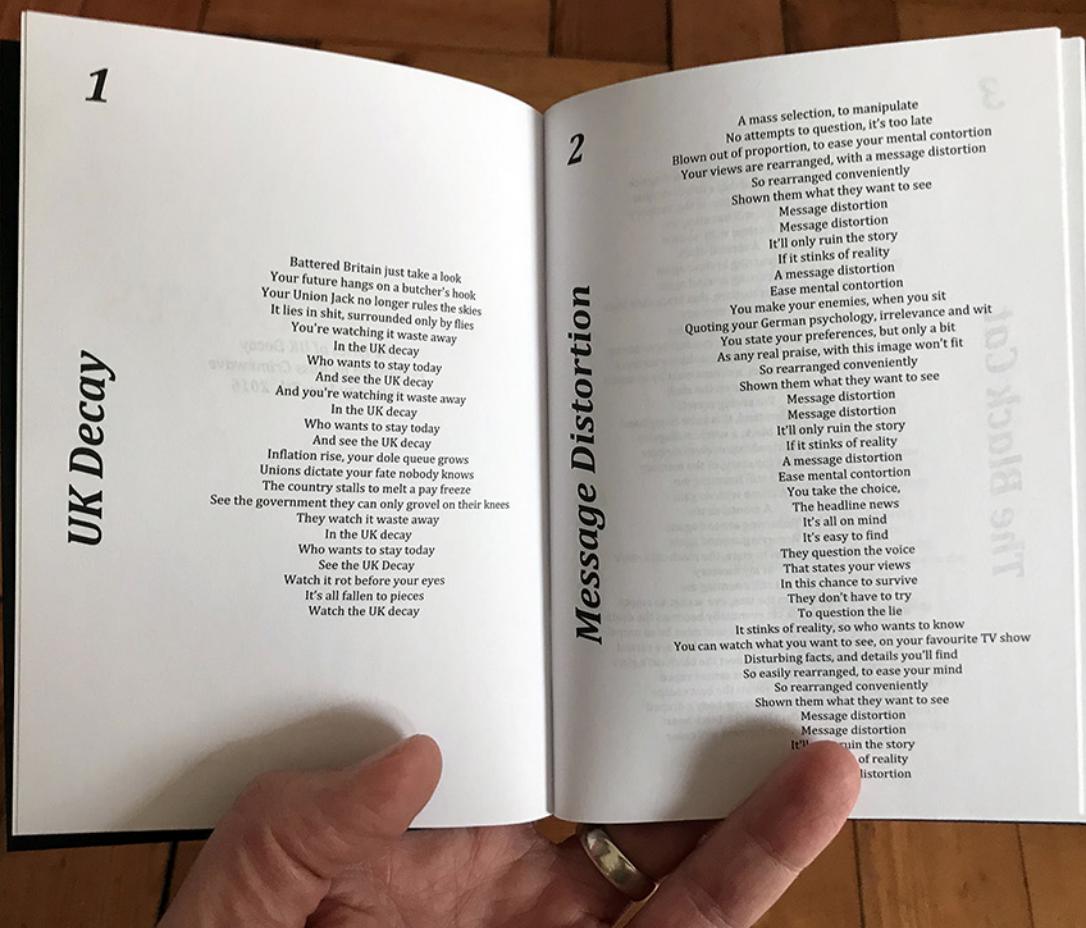 1
UK Decay
Battered Britain just take a look
Your future hangs on a butcher's hook
Your Union Jack no longer rules the skies
It lies in shit, surrounded only by flies
You're watching it waste away
In the UK decay
Who wants to stay today
And see the UK decay
And you're watching it waste away
In the UK decay
Who wants to stay today
And see the UK decay
Inflation rise, your dole queue grows
Unions dictate your fate nobody knows
The country stalls to melt a pay freeze
See the government they can only grovel on their knees
They watch it waste away
In the UK decay
Who wants to stay today
See the UK Decay
Watch it rot before your eyes
It's all fallen to pieces
Watch the UK decay
2
Message Distortion
A mass selection, to manipulate
No attempts to question, it's too late
Blown out of proportion, to ease your mental contortion
Your views are rearranged, with a message distortion
So rearranged conveniently
Shown them what they want to see
Message distortion
Message distortion
It'll only ruin the story
If it stinks of reality
A message distortion
Ease mental contortion
You make your enemies, when you sit
Quoting your German psychology, irrelevance and wit
You state your preferences, but only a bit
As any real praise, with this image won't fit
So rearranged conveniently
Shown them what they want to see
Message distortion
Message distortion
It'll only ruin the story
If it stinks of reality
A message distortion
Ease mental contortion
You take the choice,
The headline news
It's all on mind
It's easy to find
They question the voice
That states your views
In this chance to survive
They don't have to try
To question the lie
It stinks of reality, so who wants to know
You can watch what you want to see, on your favourite TV show
Disturbing facts, and details you'll find
So easily rearranged, to ease your mind
So rearranged conveniently
Shown them what they want to see
Message distortion
Message distortion
It'll ruin the story
of reality
distortion
3
The Black Cat